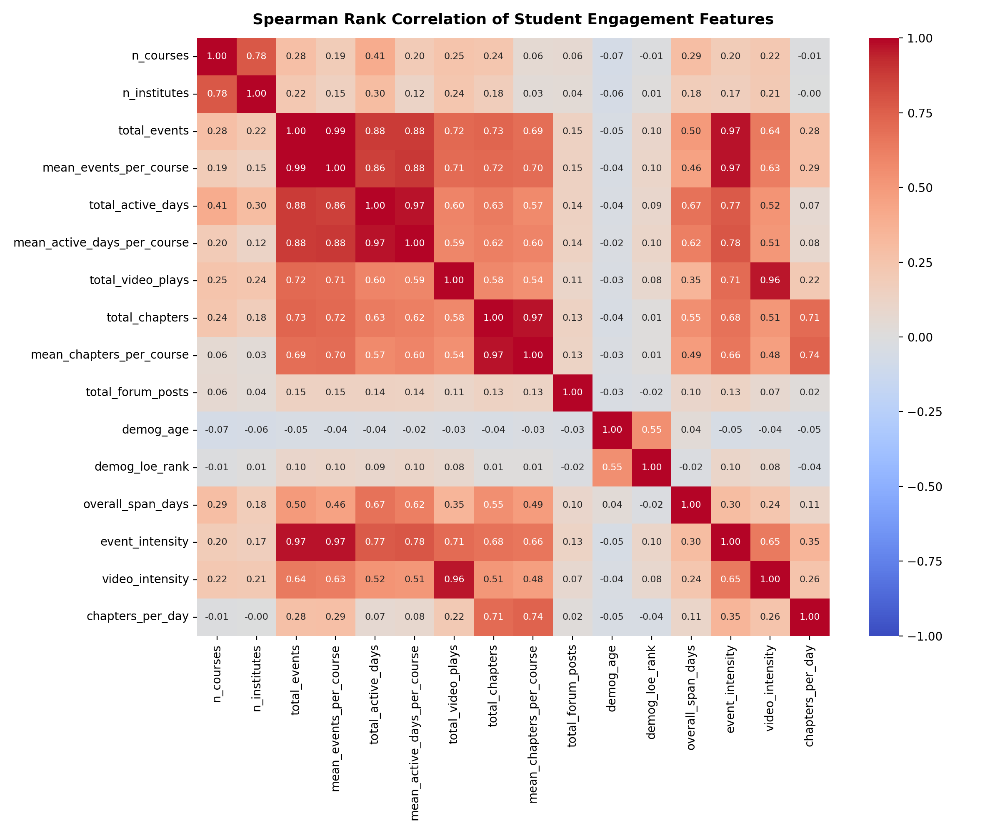 Spearman Rank Correlation of Student Engagement Features
n_courses 1.00 0.78 0.28 0.19 0.41 0.20 0.25 0.24 0.06 0.06 -0.07 -0.01 0.29 0.20 0.22 -0.01
n_institutes 0.78 1.00 0.22 0.15 0.30 0.12 0.24 0.18 0.03 0.04 -0.06 0.01 0.18 0.17 0.21 -0.00
total_events 0.28 0.22 1.00 0.99 0.88 0.88 0.72 0.73 0.69 0.15 -0.05 0.10 0.50 0.97 0.64 0.28
mean_events_per_course 0.19 0.15 0.99 1.00 0.86 0.88 0.71 0.72 0.70 0.15 -0.04 0.10 0.46 0.97 0.63 0.29
total_active_days 0.41 0.30 0.88 0.86 1.00 0.97 0.60 0.63 0.57 0.14 -0.04 0.09 0.67 0.77 0.52 0.07
mean_active_days_per_course 0.20 0.12 0.88 0.88 0.97 1.00 0.59 0.62 0.60 0.14 -0.02 0.10 0.62 0.78 0.51 0.08
total_video_plays 0.25 0.24 0.72 0.71 0.60 0.59 1.00 0.58 0.54 0.11 -0.03 0.08 0.35 0.71 0.96 0.22
total_chapters 0.24 0.18 0.73 0.72 0.63 0.62 0.58 1.00 0.97 0.13 -0.04 0.01 0.55 0.68 0.51 0.71
mean_chapters_per_course 0.06 0.03 0.69 0.70 0.57 0.60 0.54 0.97 1.00 0.13 -0.03 0.01 0.49 0.66 0.48 0.74
total_forum_posts 0.06 0.04 0.15 0.15 0.14 0.14 0.11 0.13 0.13 1.00 -0.03 -0.02 0.10 0.13 0.07 0.02
demog_age -0.07 -0.06 -0.05 -0.04 -0.04 -0.02 -0.03 -0.04 -0.03 -0.03 1.00 0.55 0.04 -0.05 -0.04 -0.05
demog_loe_rank -0.01 0.01 0.10 0.10 0.09 0.10 0.08 0.01 0.01 -0.02 0.55 1.00 -0.02 0.10 0.08 -0.04
overall_span_days 0.29 0.18 0.50 0.46 0.67 0.62 0.35 0.55 0.49 0.10 0.04 -0.02 1.00 0.30 0.24 0.11
event_intensity 0.20 0.17 0.97 0.97 0.77 0.78 0.71 0.68 0.66 0.13 -0.05 0.10 0.30 1.00 0.65 0.35
video_intensity 0.22 0.21 0.64 0.63 0.52 0.51 0.96 0.51 0.48 0.07 -0.04 0.08 0.24 0.65 1.00 0.26
chapters_per_day -0.01 -0.00 0.28 0.29 0.07 0.08 0.22 0.71 0.74 0.02 -0.05 -0.04 0.11 0.35 0.26 1.00
n_courses
n_institutes
total_events
mean_events_per_course
total_active_days
mean_active_days_per_course
total_video_plays
total_chapters
mean_chapters_per_course
total_forum_posts
demog_age
demog_loe_rank
overall_span_days
event_intensity
video_intensity
chapters_per_day
1.00
0.75
0.50
0.25
0.00
−0.25
−0.50
−0.75
−1.00